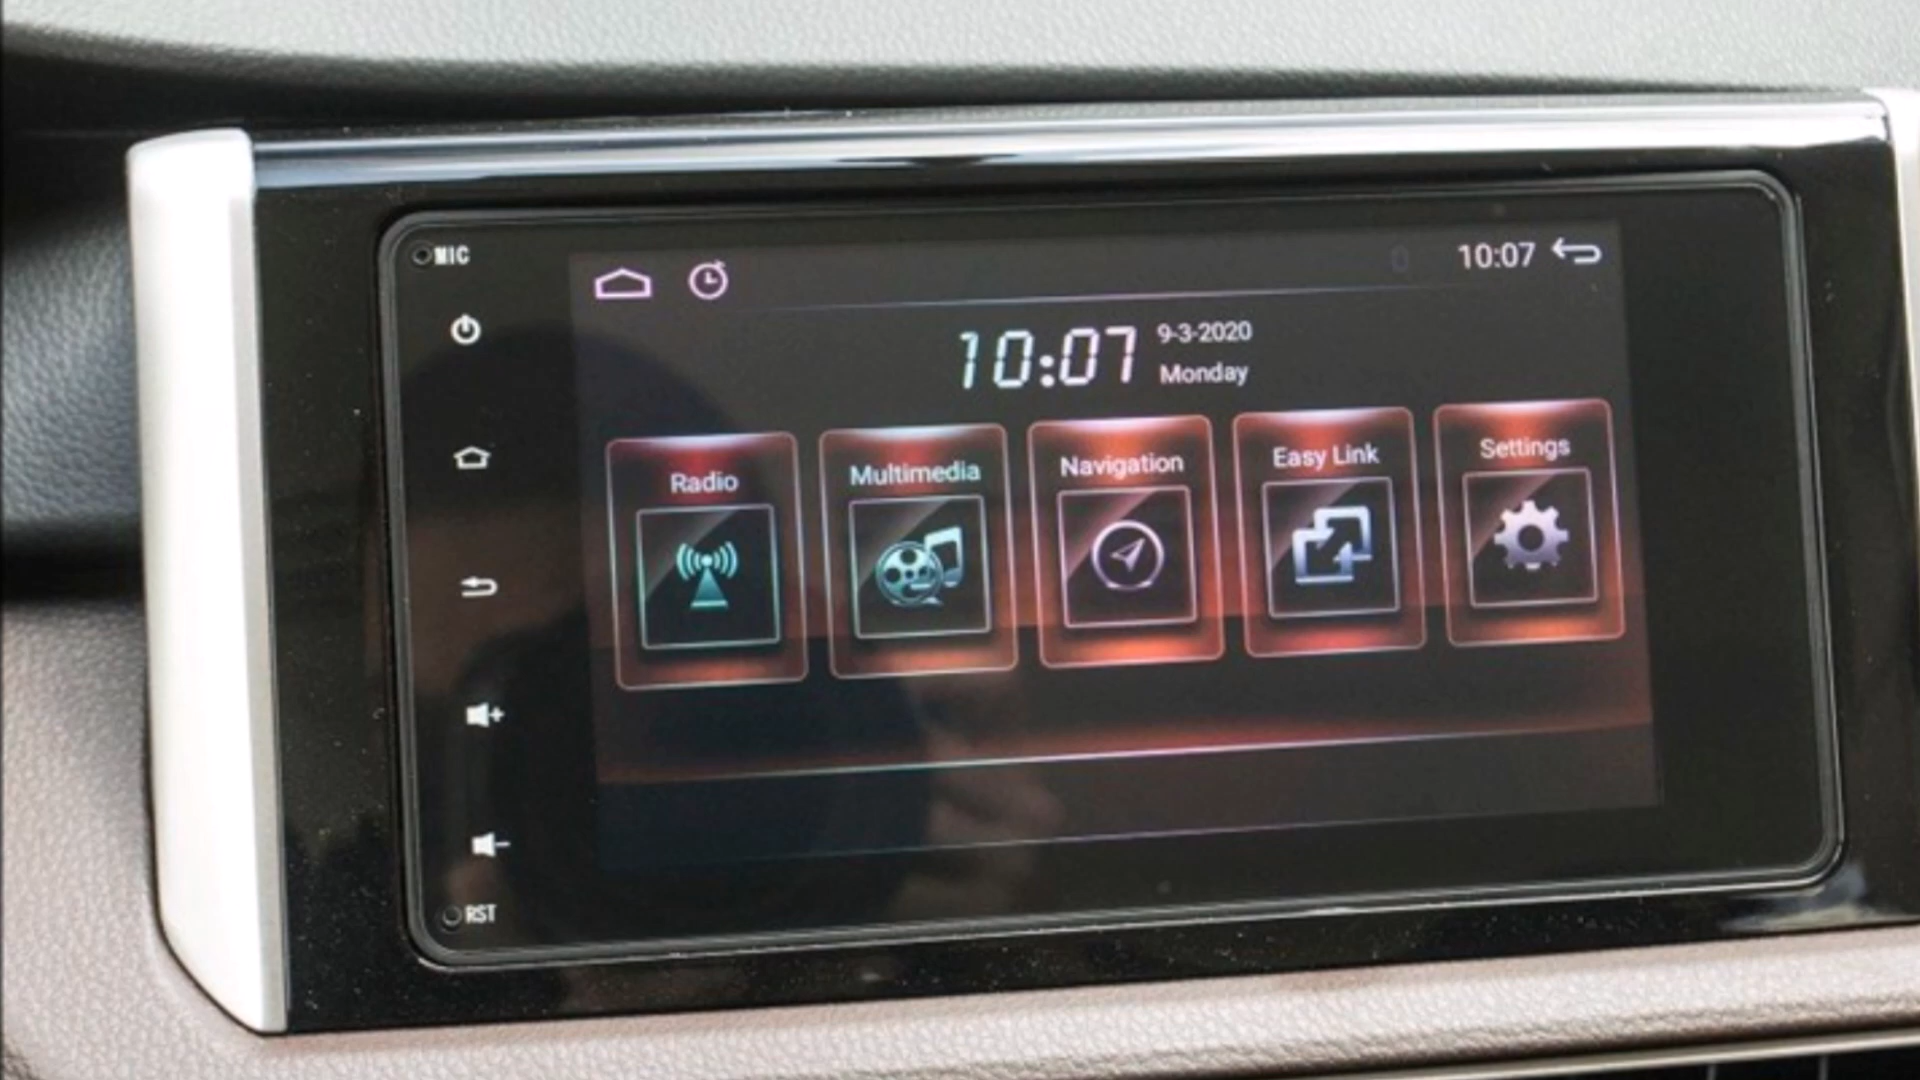 MIC
10:07
10:07 9-3-2020
Monday
Radio Multimedia Navigation Easy Link Settings
RST